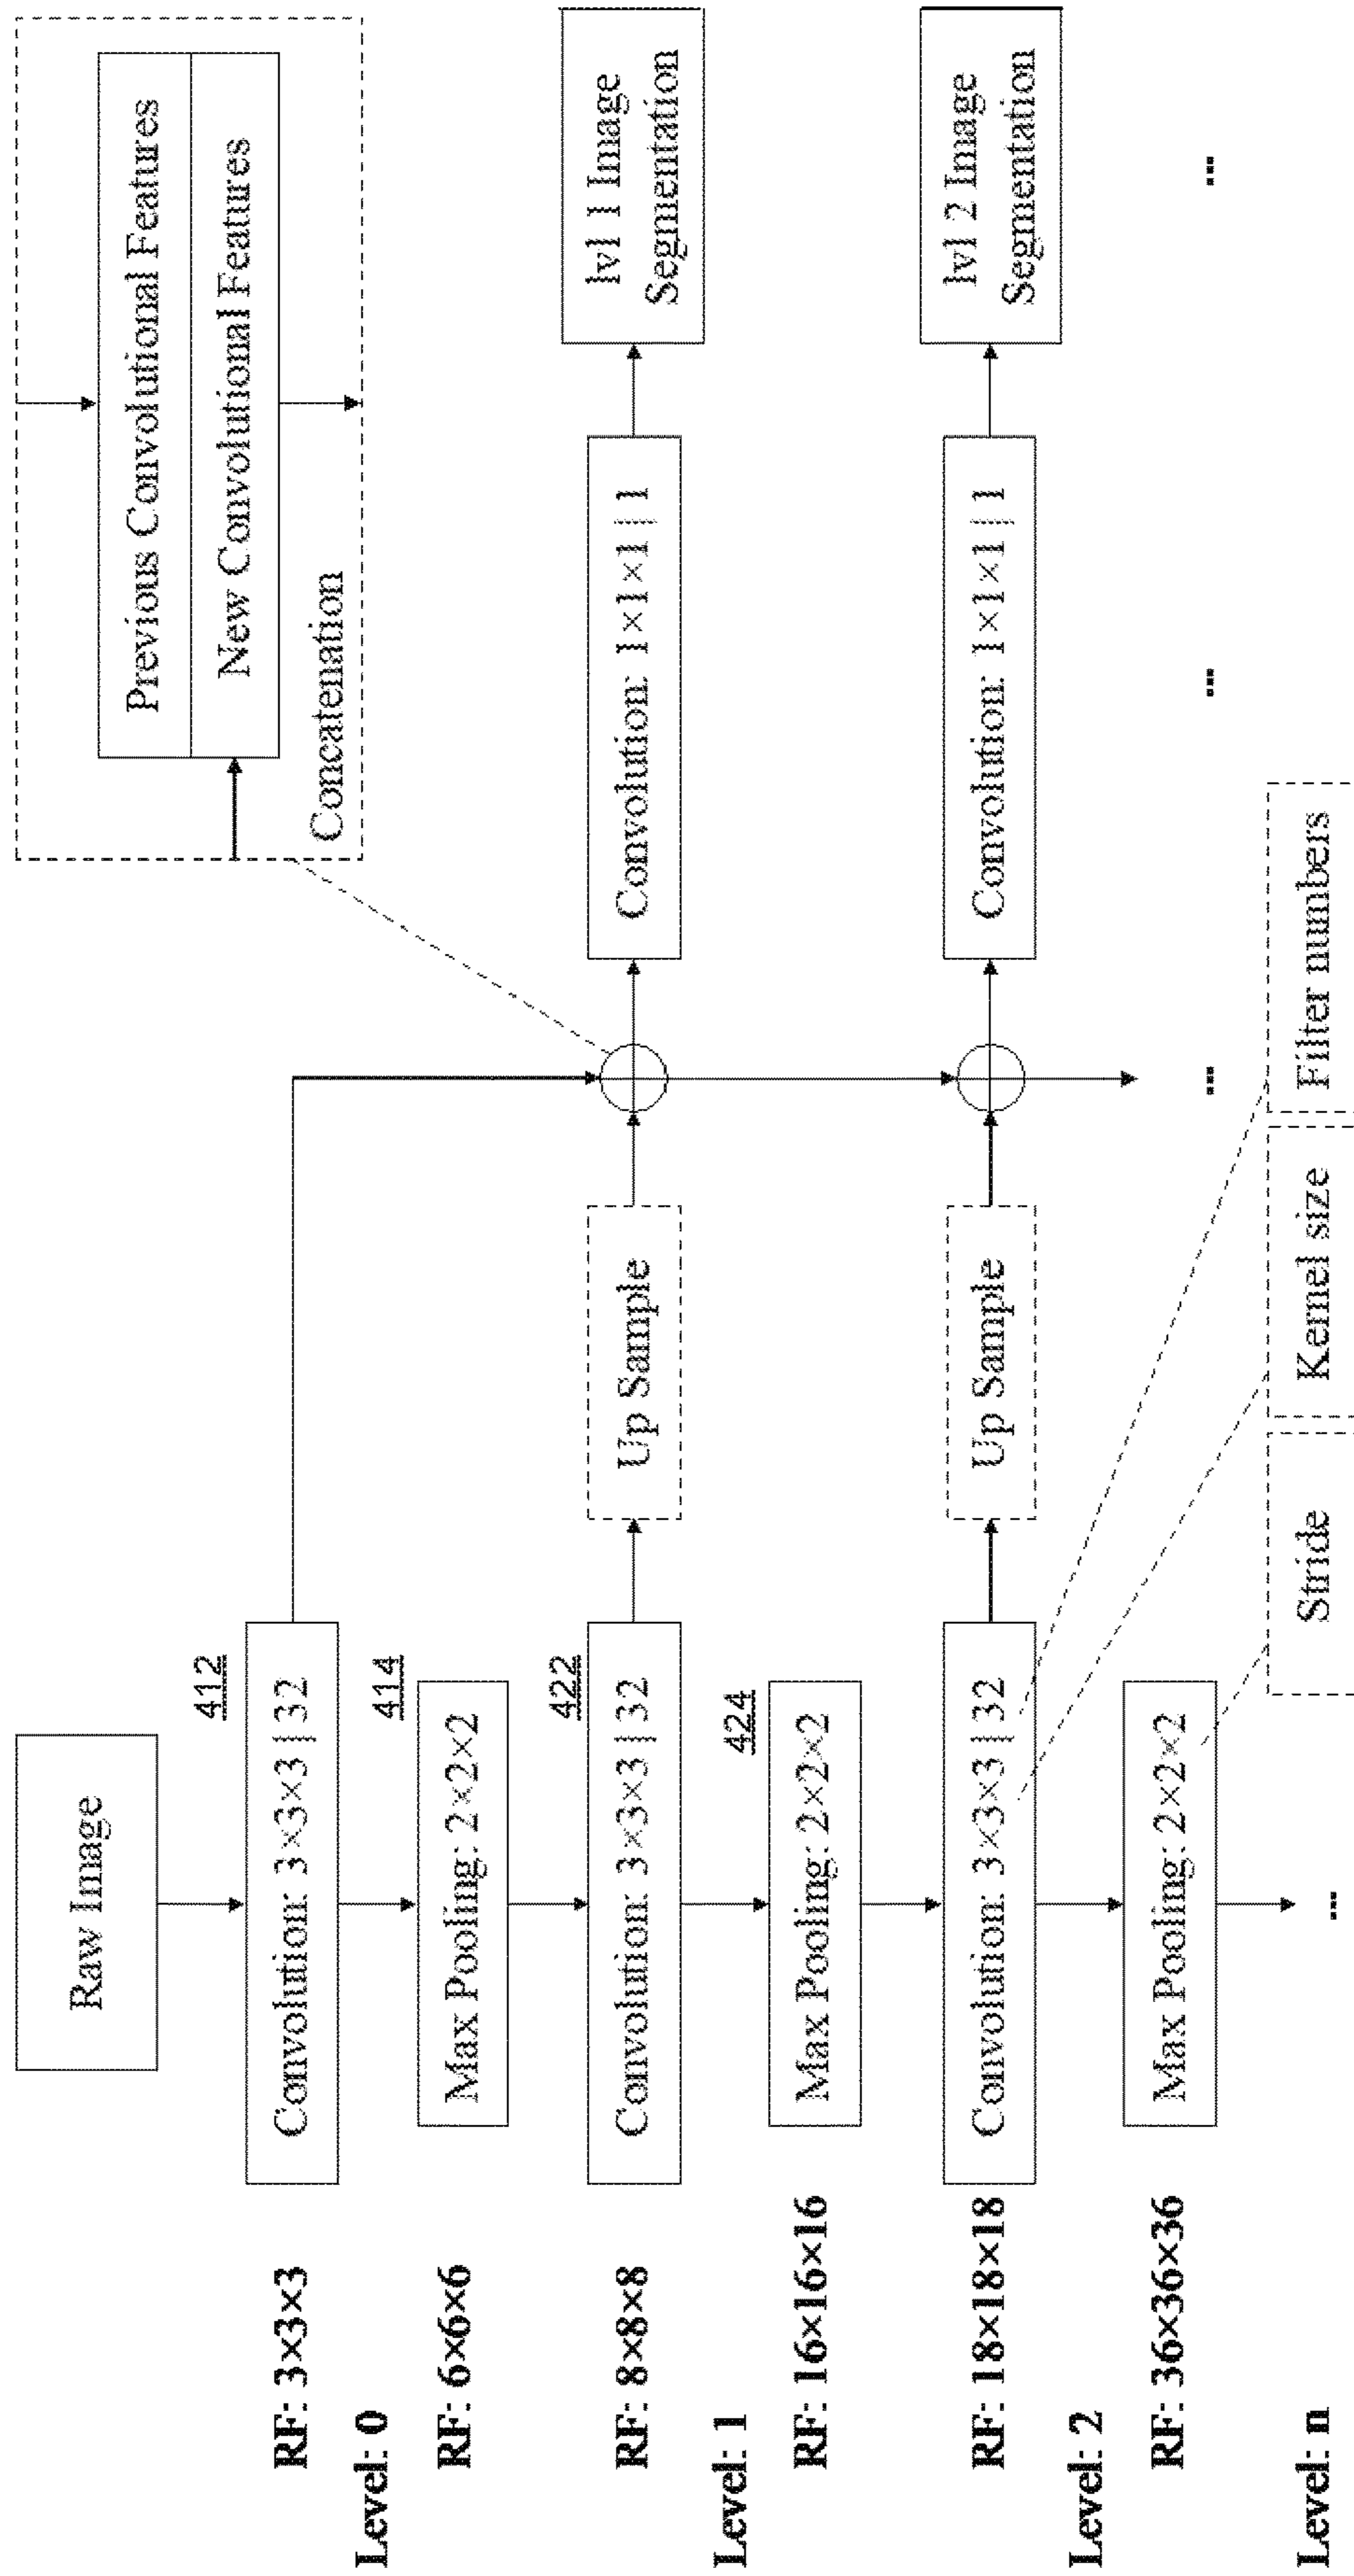 Raw Image
412
RF: 3×3×3
Convolution: 3×3×3 | 32
Level: 0
414
RF: 6×6×6
Max Pooling: 2×2×2
422
RF: 8×8×8
Convolution: 3×3×3 | 32
Up Sample
Convolution: 1×1×1 | 1
lvl 1 Image
Segmentation
Level: 1
424
RF: 16×16×16
Max Pooling: 2×2×2
RF: 18×18×18
Convolution: 3×3×3 | 32
Up Sample
Convolution: 1×1×1 | 1
lvl 2 Image
Segmentation
Level: 2
RF: 36×36×36
Max Pooling: 2×2×2
...
...
...
Level: n
...
Stride
Kernel size
Filter numbers
Previous Convolutional Features
New Convolutional Features
Concatenation